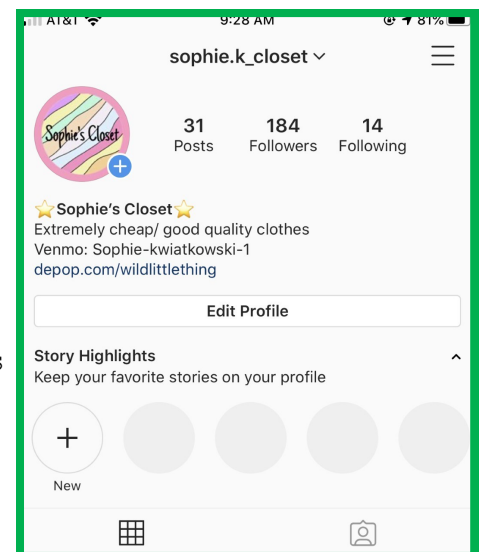 AT&T 9:28 AM 81%
sophie.k_closet
Sophie's Closet
31 184 14
Posts Followers Following
⭐Sophie's Closet⭐
Extremely cheap/ good quality clothes
Venmo: Sophie-kwiatkowski-1
depop.com/wildlittlething
Edit Profile
Story Highlights
Keep your favorite stories on your profile
New